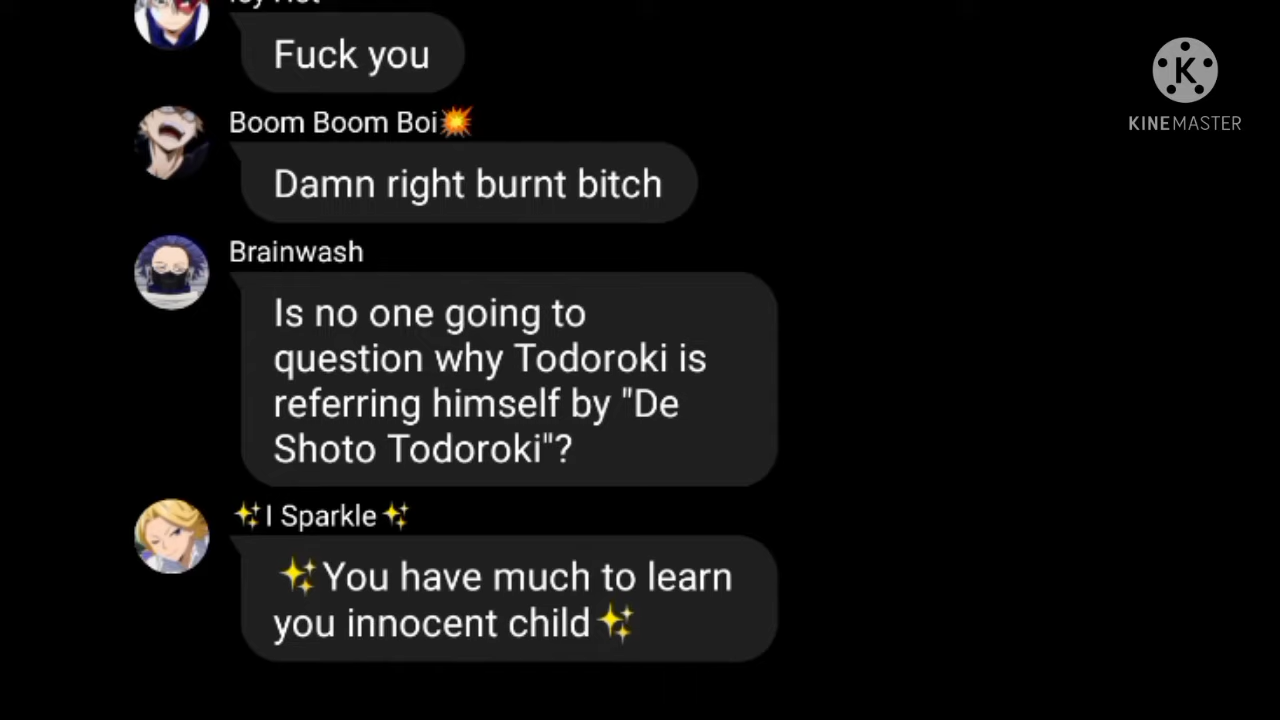 Fuck you
Boom Boom Boi💥
Damn right burnt bitch
Brainwash
Is no one going to
question why Todoroki is
referring himself by "De
Shoto Todoroki"?
✨I Sparkle✨
✨You have much to learn
you innocent child✨
K
KINEMASTER